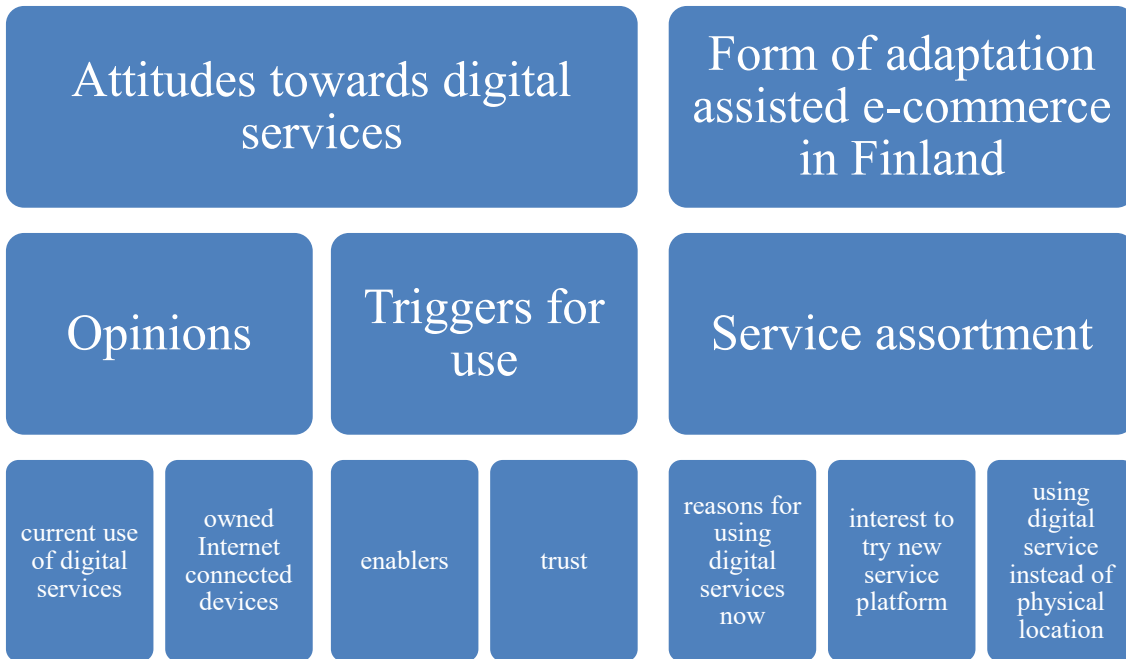 Attitudes towards digital
services
Form of adaptation
assisted e-commerce
in Finland
Opinions
Triggers for
use
Service assortment
current use
of digital
services
owned
Internet
connected
devices
enablers
trust
reasons for
using
digital
services
now
interest to
try new
service
platform
using
digital
service
instead of
physical
location